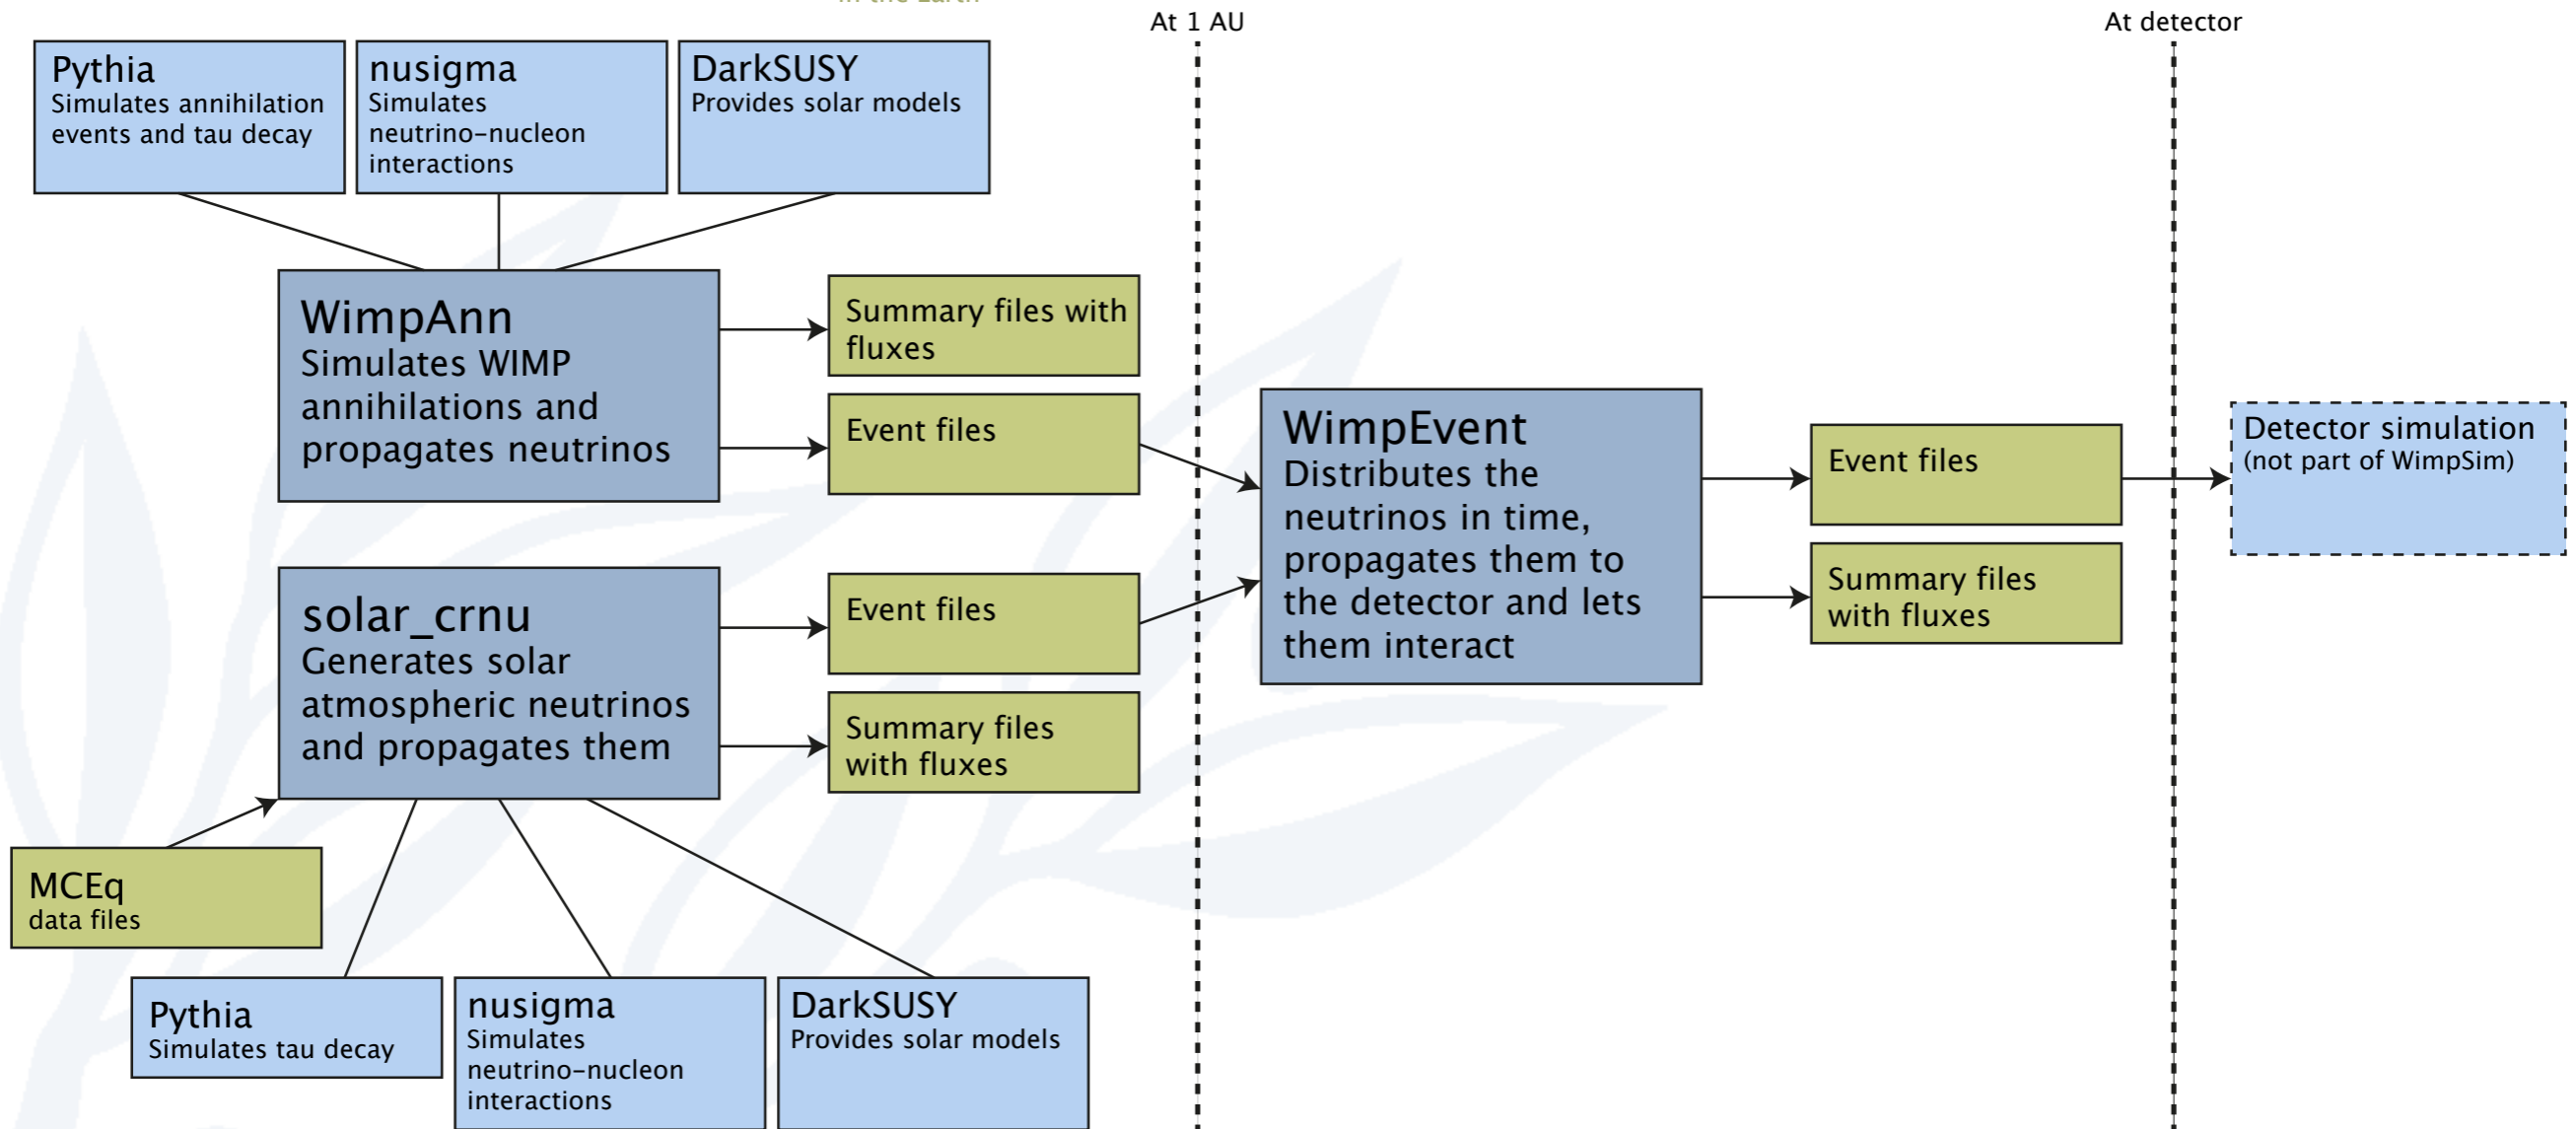 in the Earth
At 1 AU
At detector
Pythia
Simulates annihilation
events and tau decay
nusigma
Simulates
neutrino-nucleon
interactions
DarkSUSY
Provides solar models
WimpAnn
Simulates WIMP
annihilations and
propagates neutrinos
Summary files with
fluxes
Event files
WimpEvent
Distributes the
neutrinos in time,
propagates them to
the detector and lets
them interact
Event files
Summary files
with fluxes
Detector simulation
(not part of WimpSim)
solar_crnu
Generates solar
atmospheric neutrinos
and propagates them
Event files
Summary files
with fluxes
MCEq
data files
Pythia
Simulates tau decay
nusigma
Simulates
neutrino-nucleon
interactions
DarkSUSY
Provides solar models